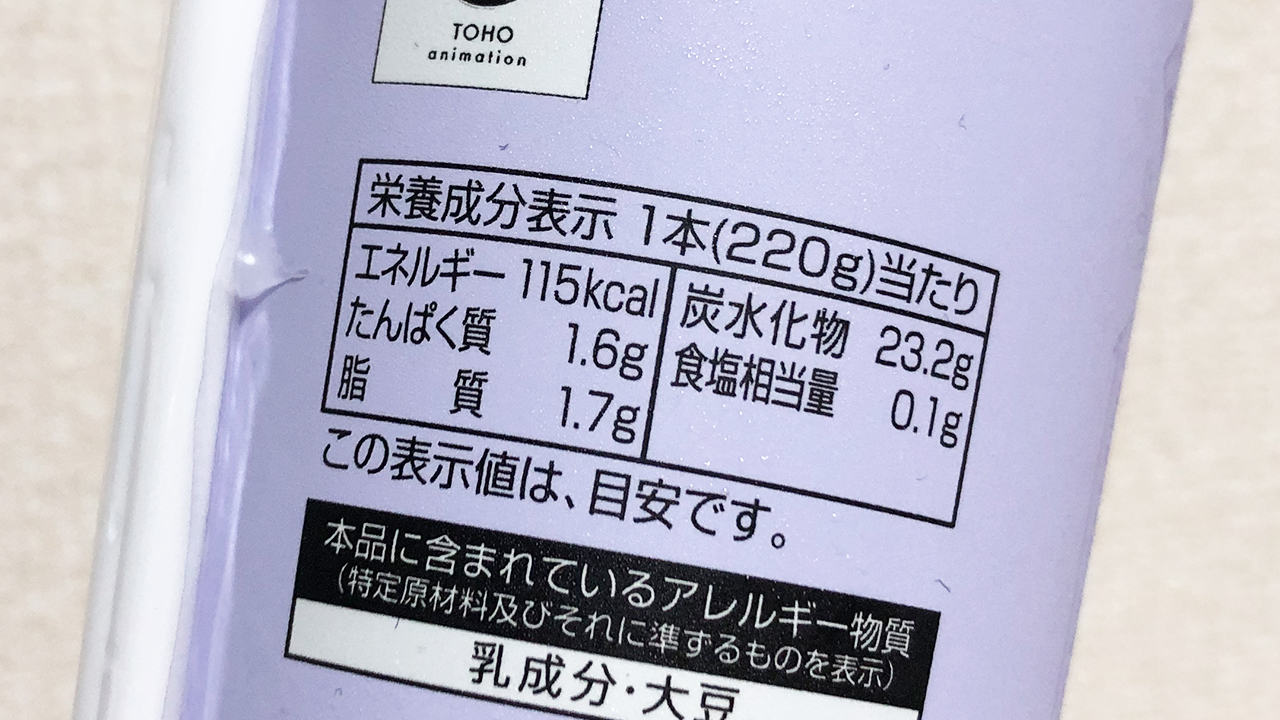 TOHO
animation
栄養成分表示 1本(220g)当たり
エネルギー 115kcal
たんぱく質 1.6g
脂質 1.7g
炭水化物 23.2g
食塩相当量 0.1g
この表示値は、目安です。
本品に含まれているアレルギー物質
(特定原材料及びそれに準ずるものを表示)
乳成分・大豆